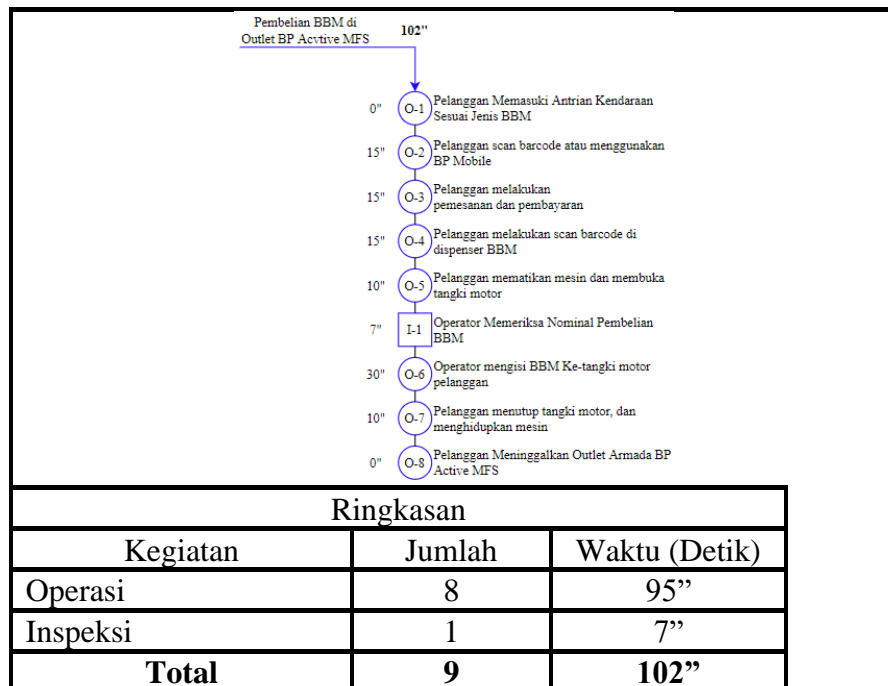 Pembelian BBM di
Outlet BP Acvtive MFS
102"
0"
O-1
Pelanggan Memasuki Antrian Kendaraan
Sesuai Jenis BBM
15"
O-2
Pelanggan scan barcode atau menggunakan
BP Mobile
15"
O-3
Pelanggan melakukan
pemesanan dan pembayaran
15"
O-4
Pelanggan melakukan scan barcode di
dispenser BBM
10"
O-5
Pelanggan mematikan mesin dan membuka
tangki motor
7"
I-1
Operator Memeriksa Nominal Pembelian
BBM
30"
O-6
Operator mengisi BBM Ke-tangki motor
pelanggan
10"
O-7
Pelanggan menutup tangki motor, dan
menghidupkan mesin
0"
O-8
Pelanggan Meninggalkan Outlet Armada BP
Active MFS
Ringkasan
Kegiatan Jumlah Waktu (Detik)
Operasi 8 95”
Inspeksi 1 7”
Total 9 102”